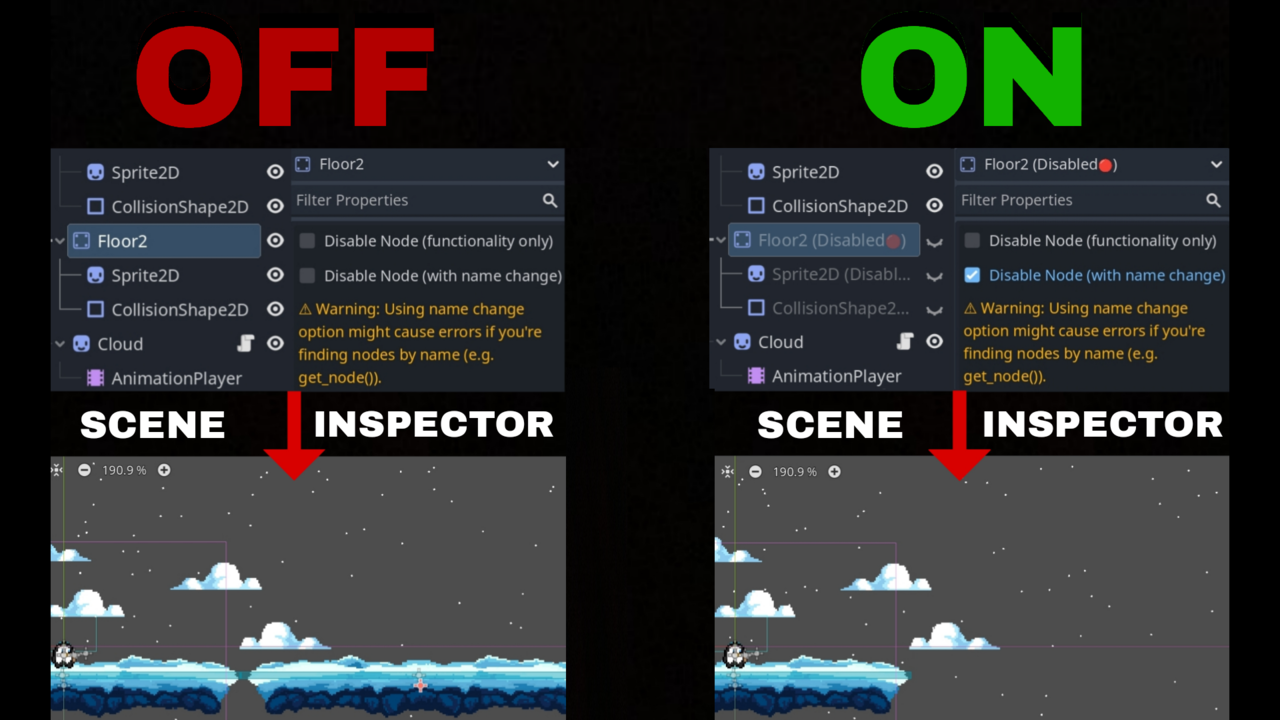 OFF
Sprite2D
CollisionShape2D
Floor2
Sprite2D
CollisionShape2D
Cloud
AnimationPlayer
Floor2
Filter Properties
Disable Node (functionality only)
Disable Node (with name change)
⚠ Warning: Using name change
option might cause errors if you're
finding nodes by name (e.g.
get_node()).
SCENE
INSPECTOR
190.9 %
ON
Sprite2D
CollisionShape2D
Floor2 (Disabled🔴)
Sprite2D (Disabl...
CollisionShape2...
Cloud
AnimationPlayer
Floor2 (Disabled🔴)
Filter Properties
Disable Node (functionality only)
Disable Node (with name change)
⚠ Warning: Using name change
option might cause errors if you're
finding nodes by name (e.g.
get_node()).
SCENE
INSPECTOR
190.9 %